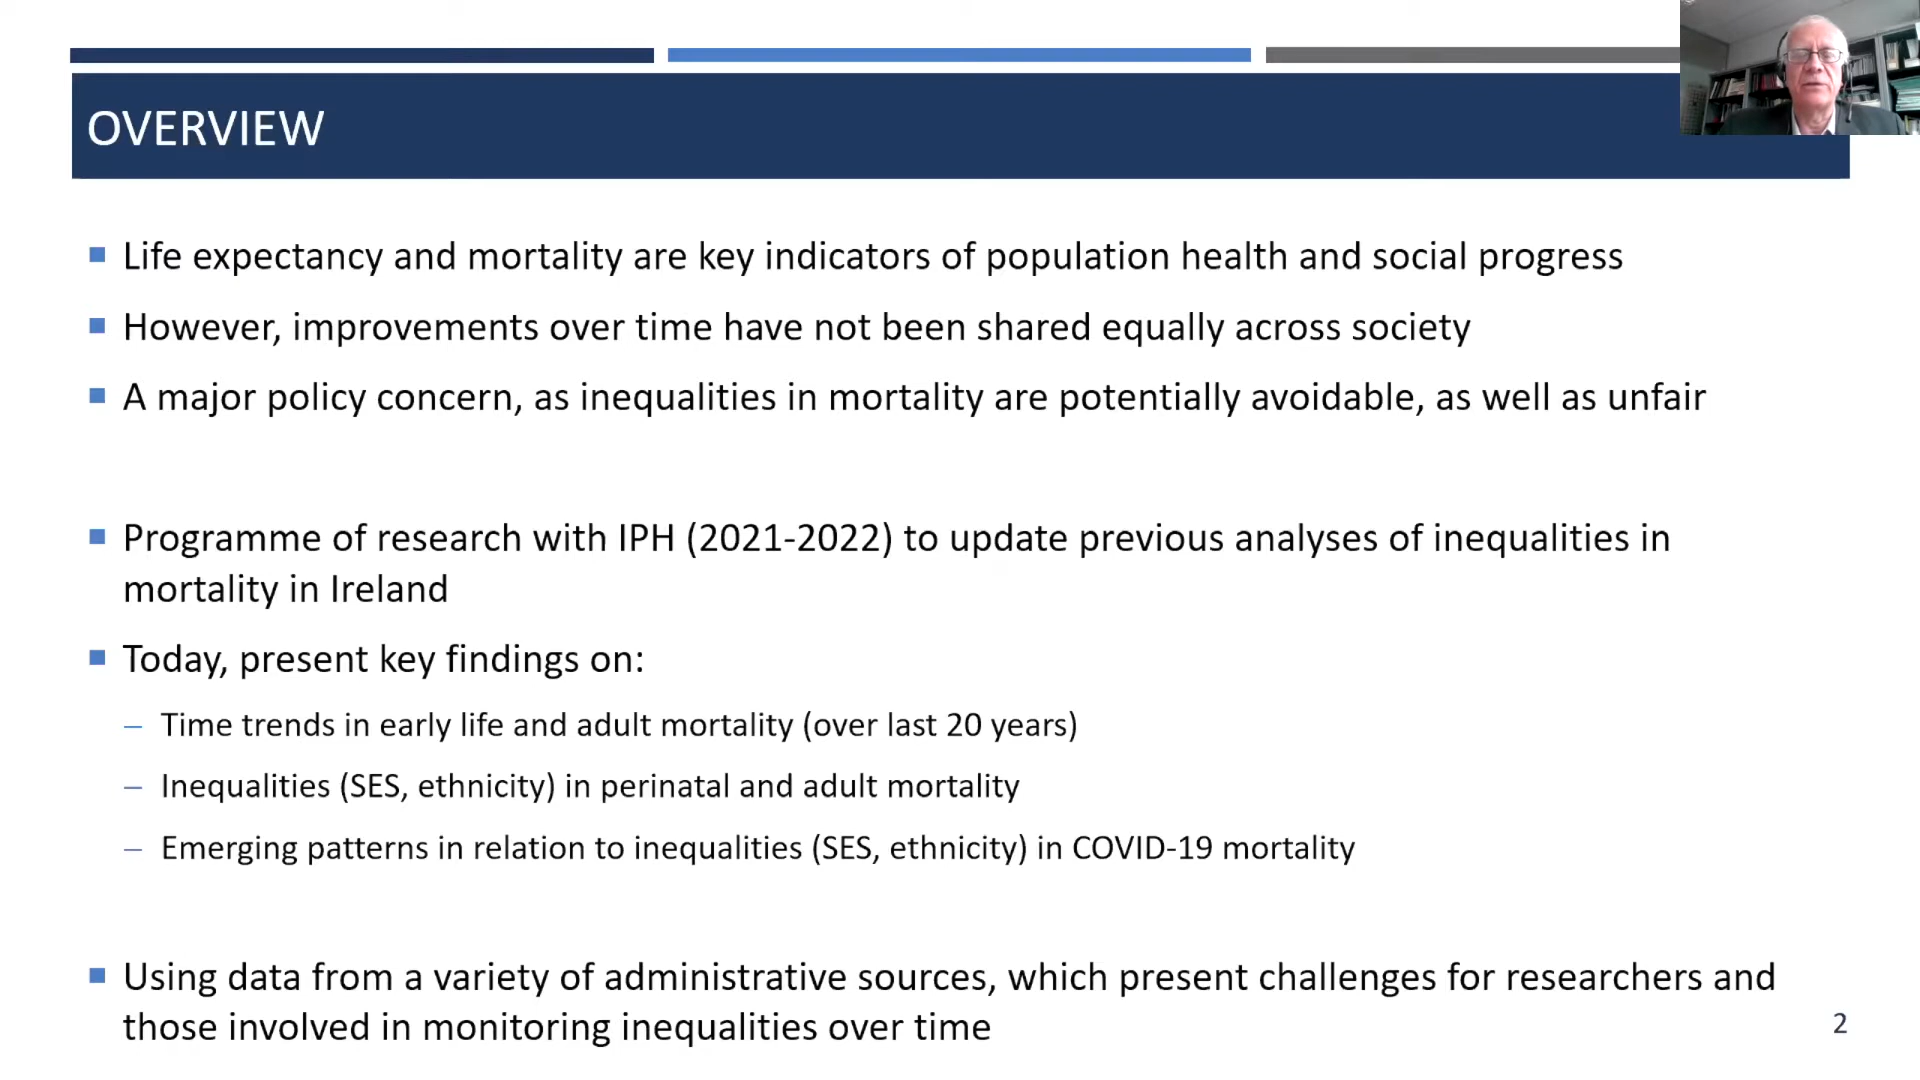 OVERVIEW
Life expectancy and mortality are key indicators of population health and social progress
However, improvements over time have not been shared equally across society
A major policy concern, as inequalities in mortality are potentially avoidable, as well as unfair
Programme of research with IPH (2021-2022) to update previous analyses of inequalities in
mortality in Ireland
Today, present key findings on:
– Time trends in early life and adult mortality (over last 20 years)
– Inequalities (SES, ethnicity) in perinatal and adult mortality
– Emerging patterns in relation to inequalities (SES, ethnicity) in COVID-19 mortality
Using data from a variety of administrative sources, which present challenges for researchers and
those involved in monitoring inequalities over time
2